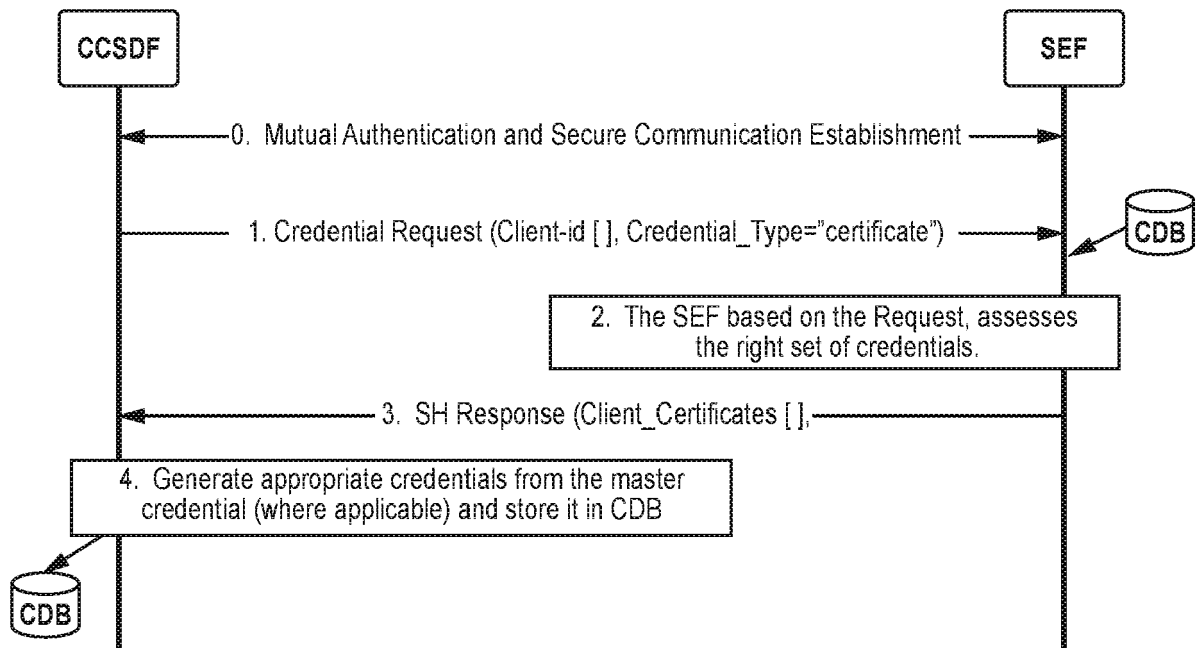 CCSDF
SEF
0. Mutual Authentication and Secure Communication Establishment
1. Credential Request (Client-id [ ], Credential_Type="certificate")
CDB
2. The SEF based on the Request, assesses
the right set of credentials.
3. SH Response (Client_Certificates [ ],
4. Generate appropriate credentials from the master
credential (where applicable) and store it in CDB
CDB